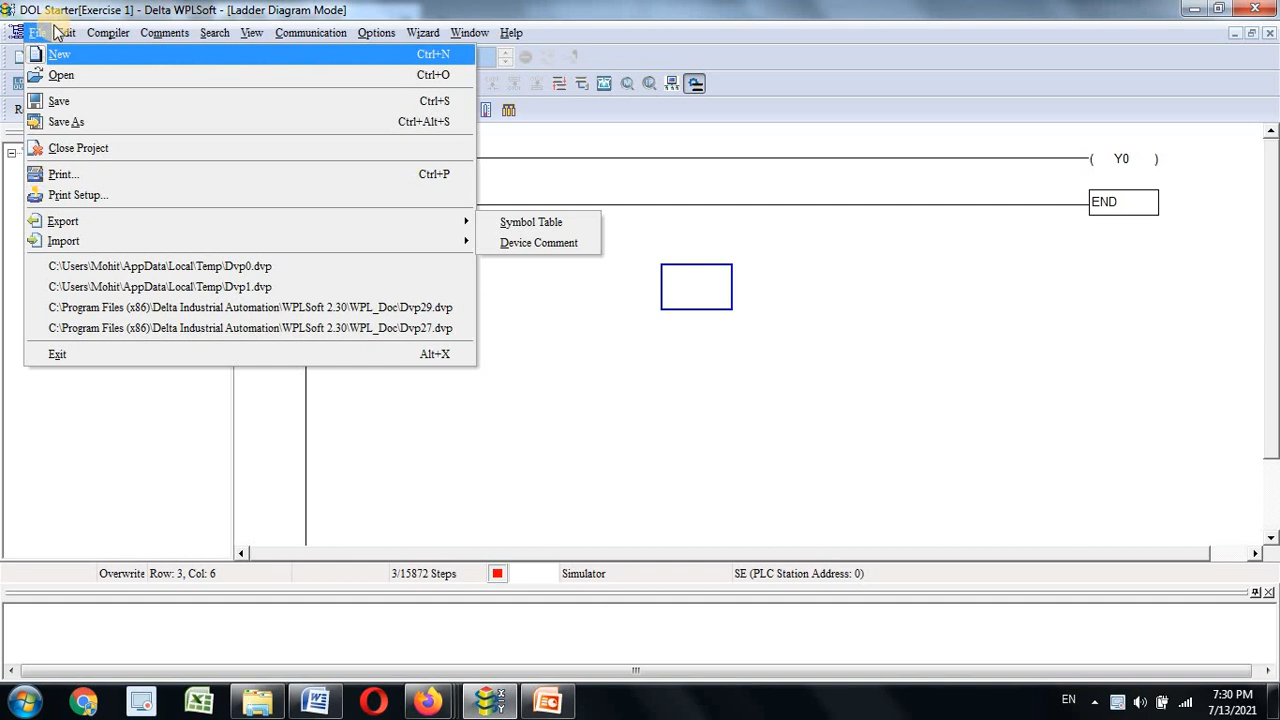 DOL Starter[Exercise 1] - Delta WPLSoft - [Ladder Diagram Mode]
File Compiler Comments Search View Communication Options Wizard Window Help
New Ctrl+N
Open Ctrl+O
Save Ctrl+S
Save As Ctrl+Alt+S
Close Project
Print... Ctrl+P
Print Setup...
Export
Import
Symbol Table
Device Comment
C:\Users\Mohit\AppData\Local\Temp\Dvp0.dvp
C:\Users\Mohit\AppData\Local\Temp\Dvp1.dvp
C:\Program Files (x86)\Delta Industrial Automation\WPLSoft 2.30\WPL_Doc\Dvp29.dvp
C:\Program Files (x86)\Delta Industrial Automation\WPLSoft 2.30\WPL_Doc\Dvp27.dvp
Exit Alt+X
( Y0 )
END
Overwrite Row: 3, Col: 6 3/15872 Steps Simulator SE (PLC Station Address: 0)
EN
7:30 PM
7/13/2021